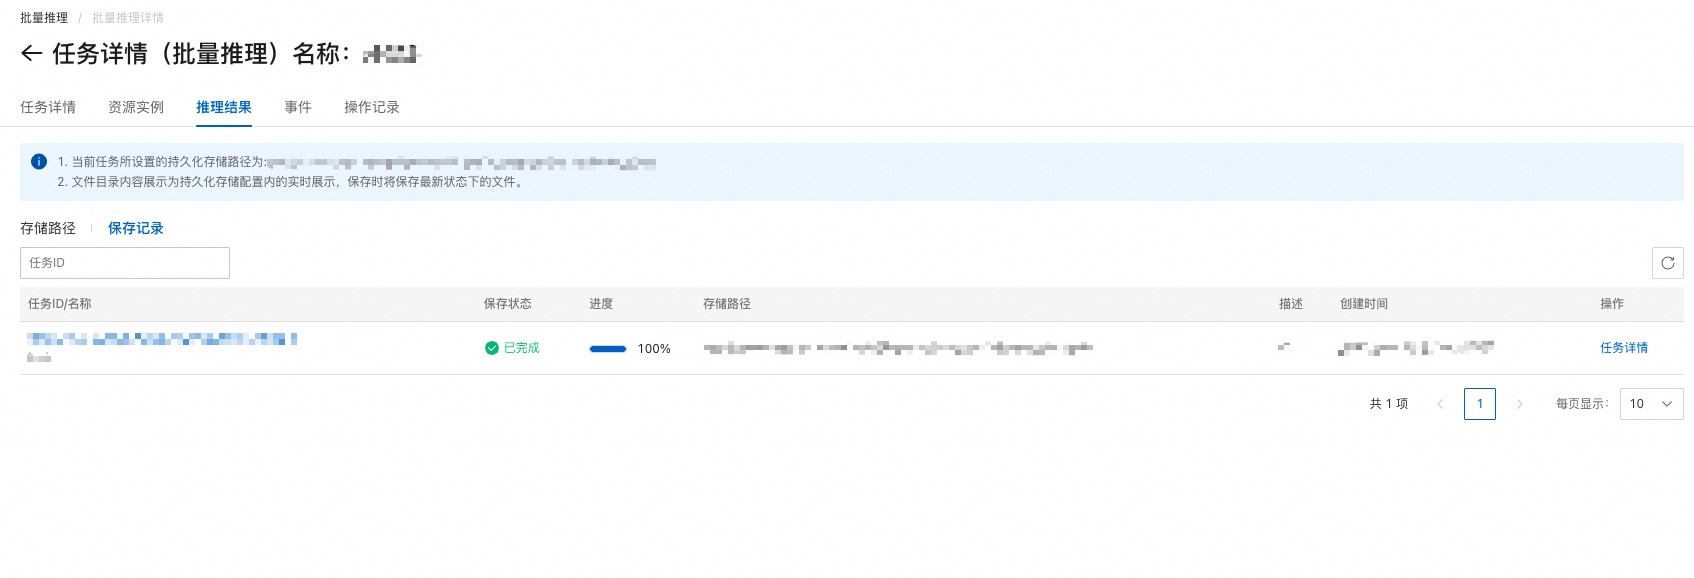 批量推理 / 批量推理详情
← 任务详情（批量推理）名称：
任务详情 资源实例 推理结果 事件 操作记录
1. 当前任务所设置的持久化存储路径为:
2. 文件目录内容展示为持久化存储配置内的实时展示，保存时将保存最新状态下的文件。
存储路径 保存记录
任务ID
任务ID/名称 保存状态 进度 存储路径 描述 创建时间 操作
已完成 100% 任务详情
共 1 项 1 每页显示： 10